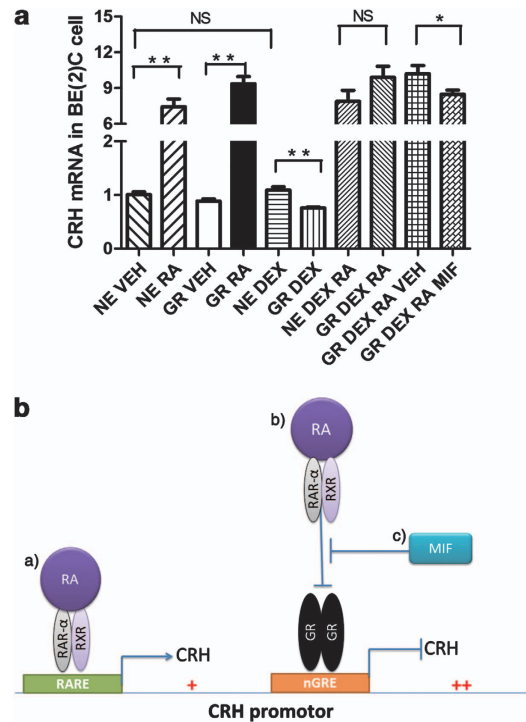 a
CRH mRNA in BE(2)C cell
15
12
9
6
2
1
0
NS
* *
* *
* *
NS
*
NE VEH
NE RA
GR VEH
GR RA
NE DEX
GR DEX
NE DEX RA
GR DEX RA
GR DEX RA VEH
GR DEX RA MIF
b
b)
RA
RAR-α
RXR
c)
MIF
a)
RA
RAR-α
RXR
GR
GR
CRH
CRH
RARE
nGRE
+
++
CRH promotor